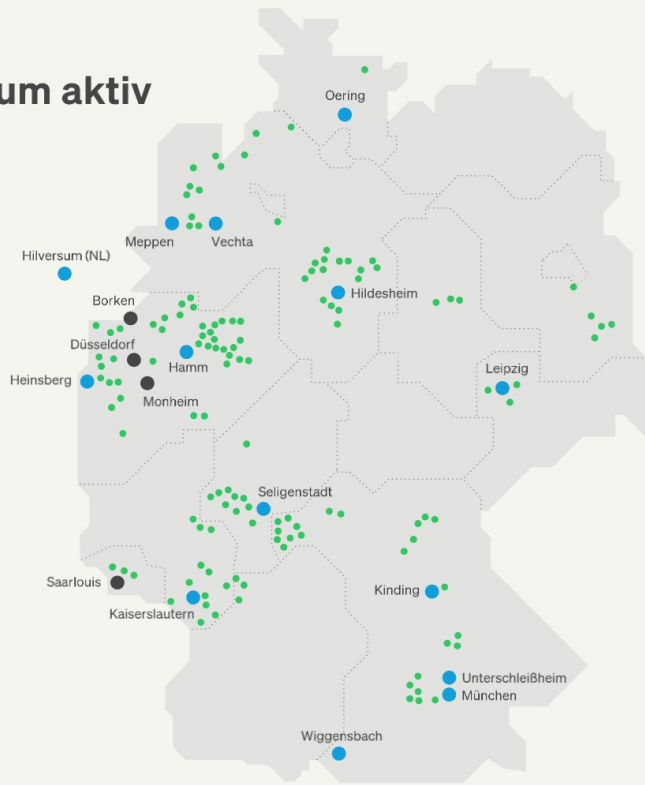 um aktiv
Oering
Meppen
Vechta
Hilversum (NL)
Hildesheim
Borken
Düsseldorf
Hamm
Heinsberg
Monheim
Leipzig
Seligenstadt
Saarlouis
Kaiserslautern
Kinding
Unterschleißheim
München
Wiggensbach